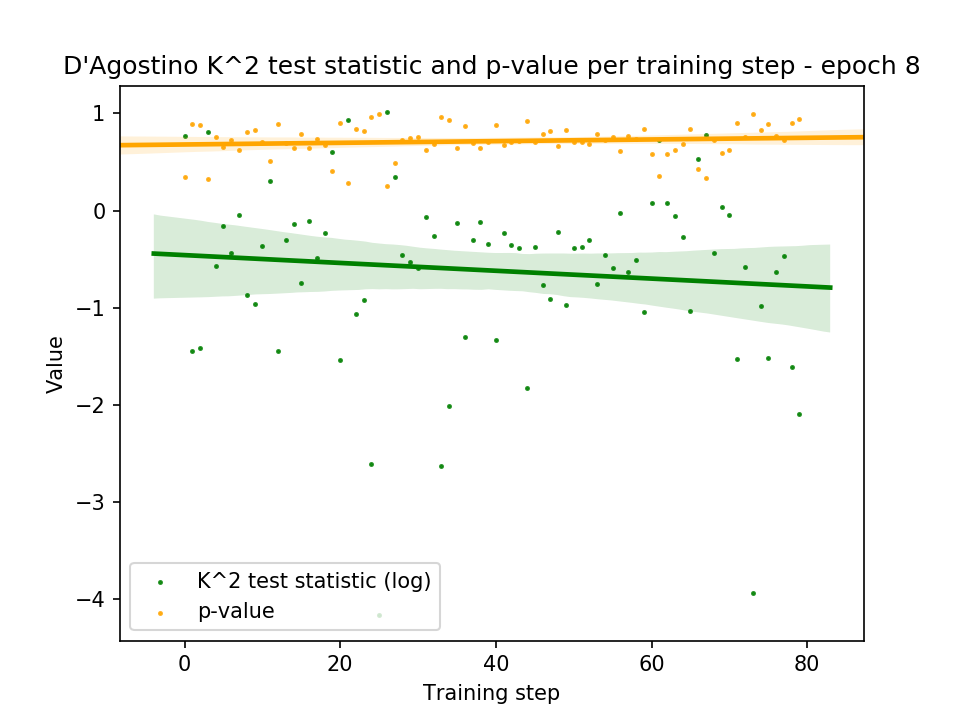 D'Agostino K^2 test statistic and p-value per training step - epoch 8
1
0
−1
−2
−3
−4
Value
K^2 test statistic (log)
p-value
0 20 40 60 80
Training step